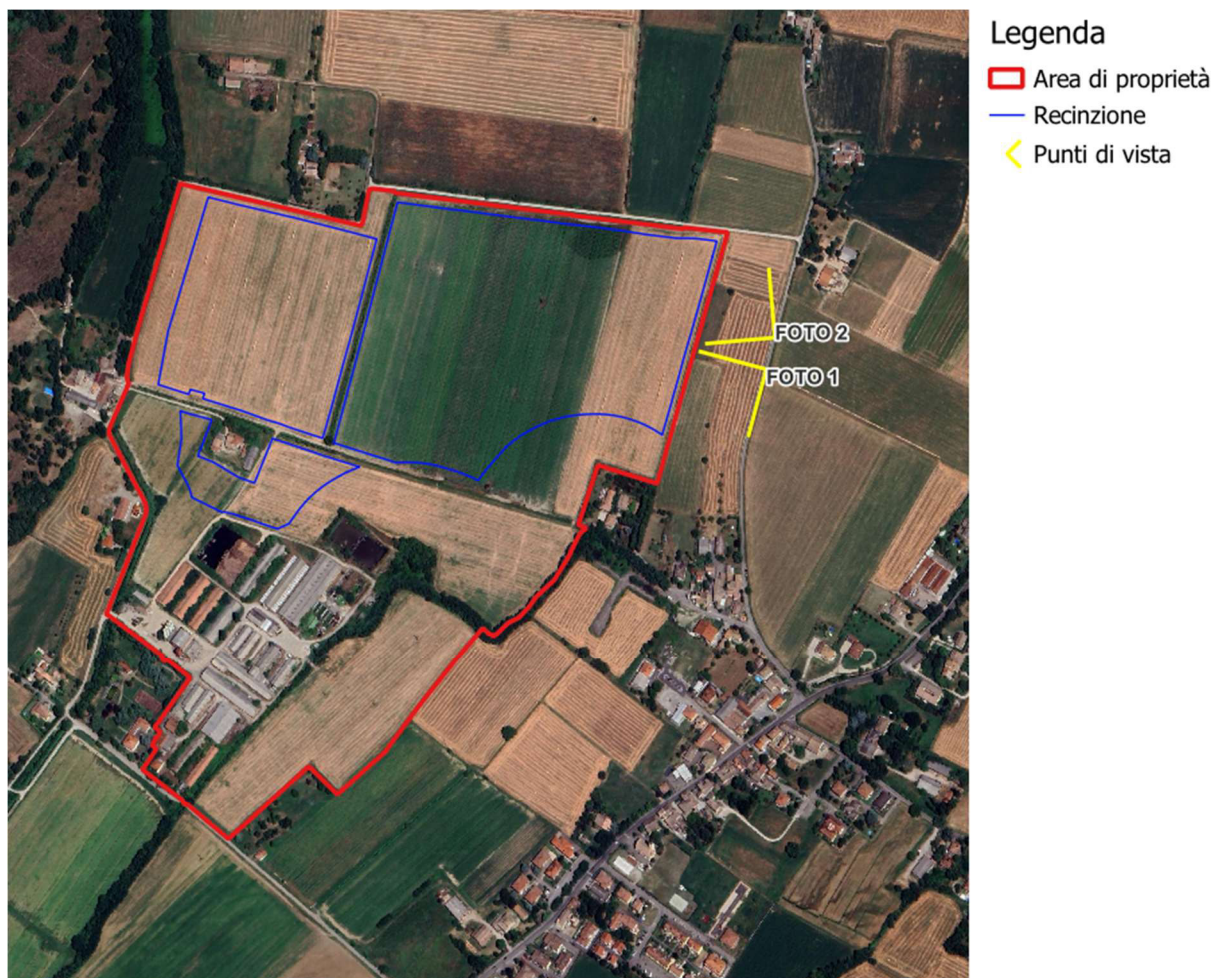 Legenda
Area di proprietà
Recinzione
Punti di vista
FOTO 2
FOTO 1